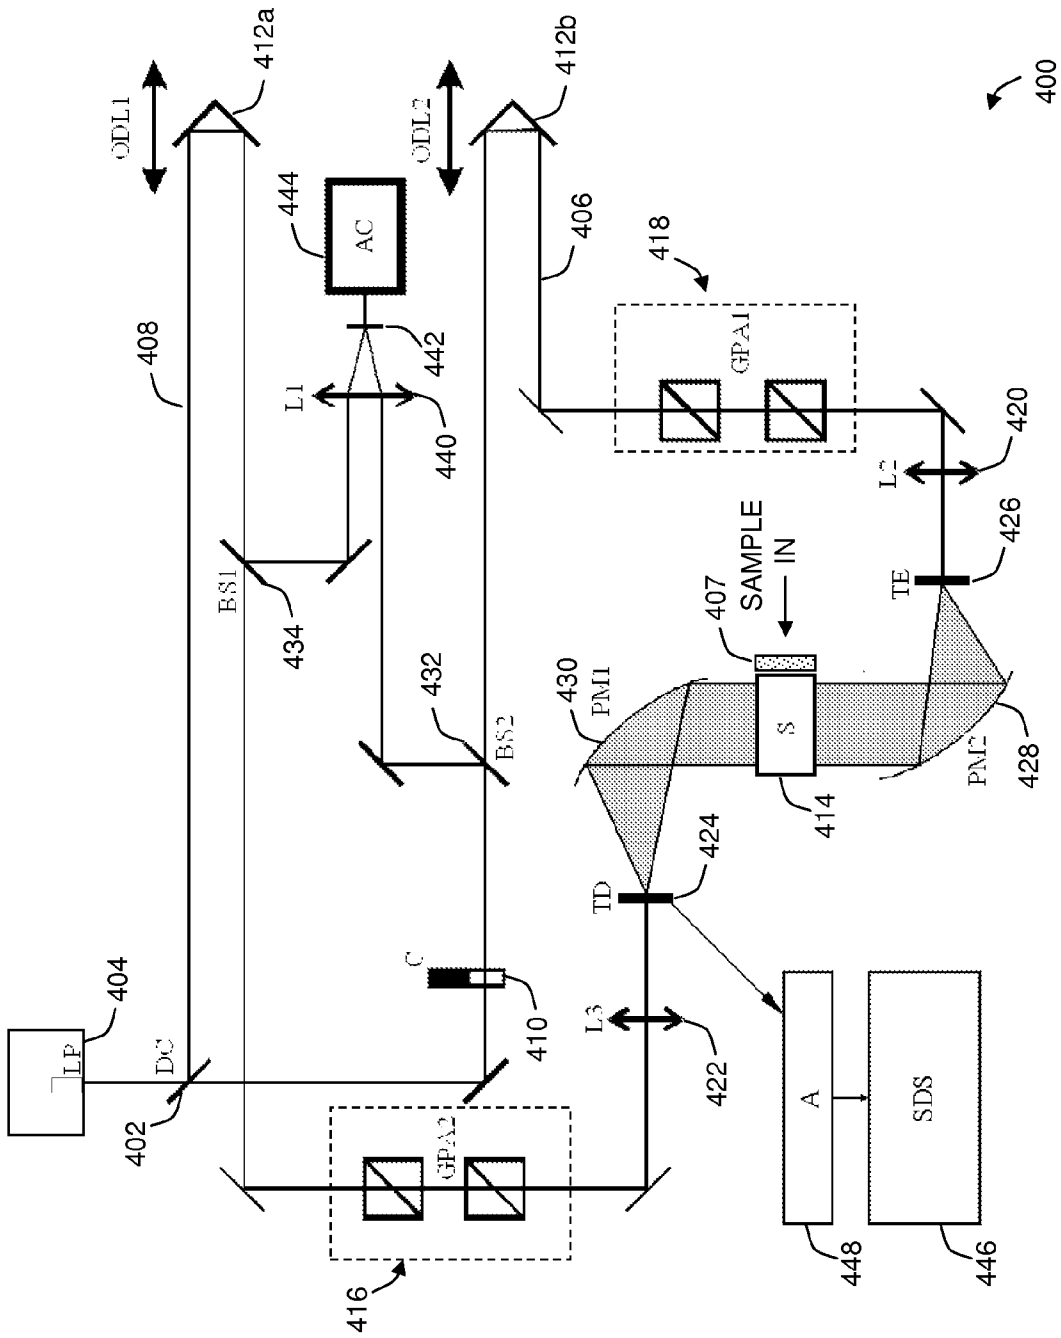 ODL1
412a
ODL2
412b
400
444
AC
442
L1
440
408
406
418
GPA1
L2
420
TE
426
SAMPLE
IN
407
BS1
434
432
BS2
430
PM1
S
414
PM2
428
TD
424
C
410
L3
422
404
LP
DC
402
GPA2
416
A
448
SDS
446